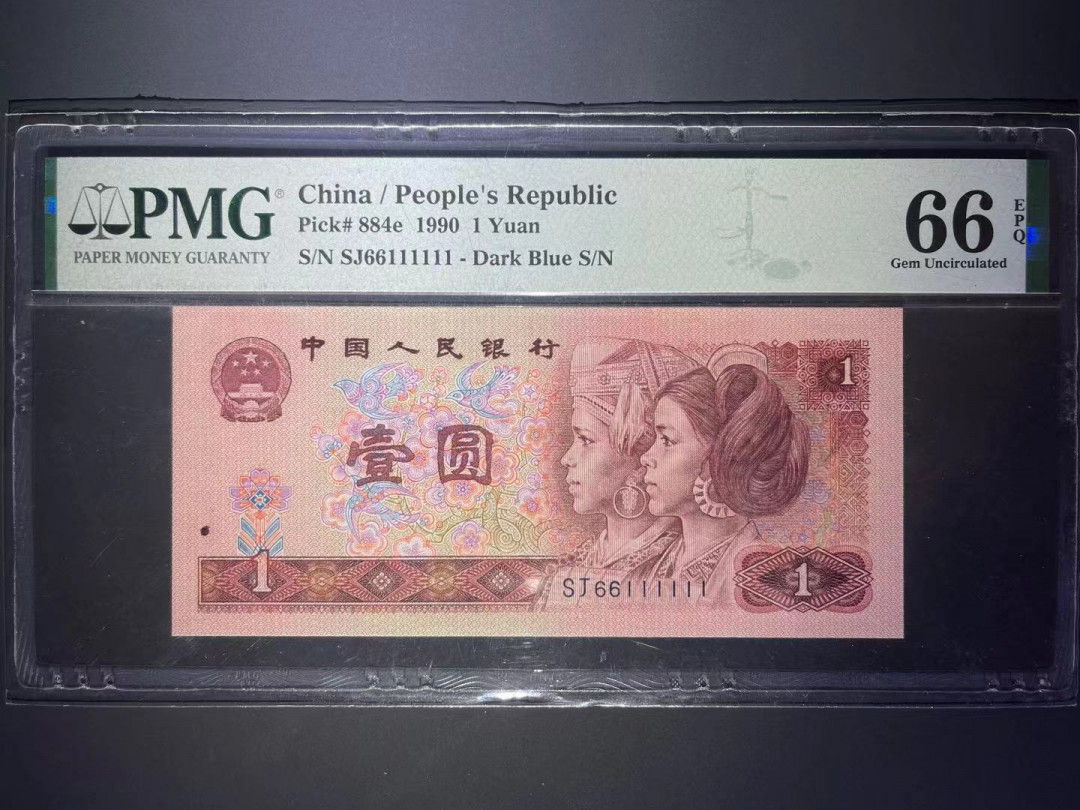 PMG®
PAPER MONEY GUARANTY
China / People's Republic
Pick# 884e 1990 1 Yuan
S/N SJ66111111 - Dark Blue S/N
66
EPQ
Gem Uncirculated
中国人民银行
1
壹圆
1
SJ66111111
1